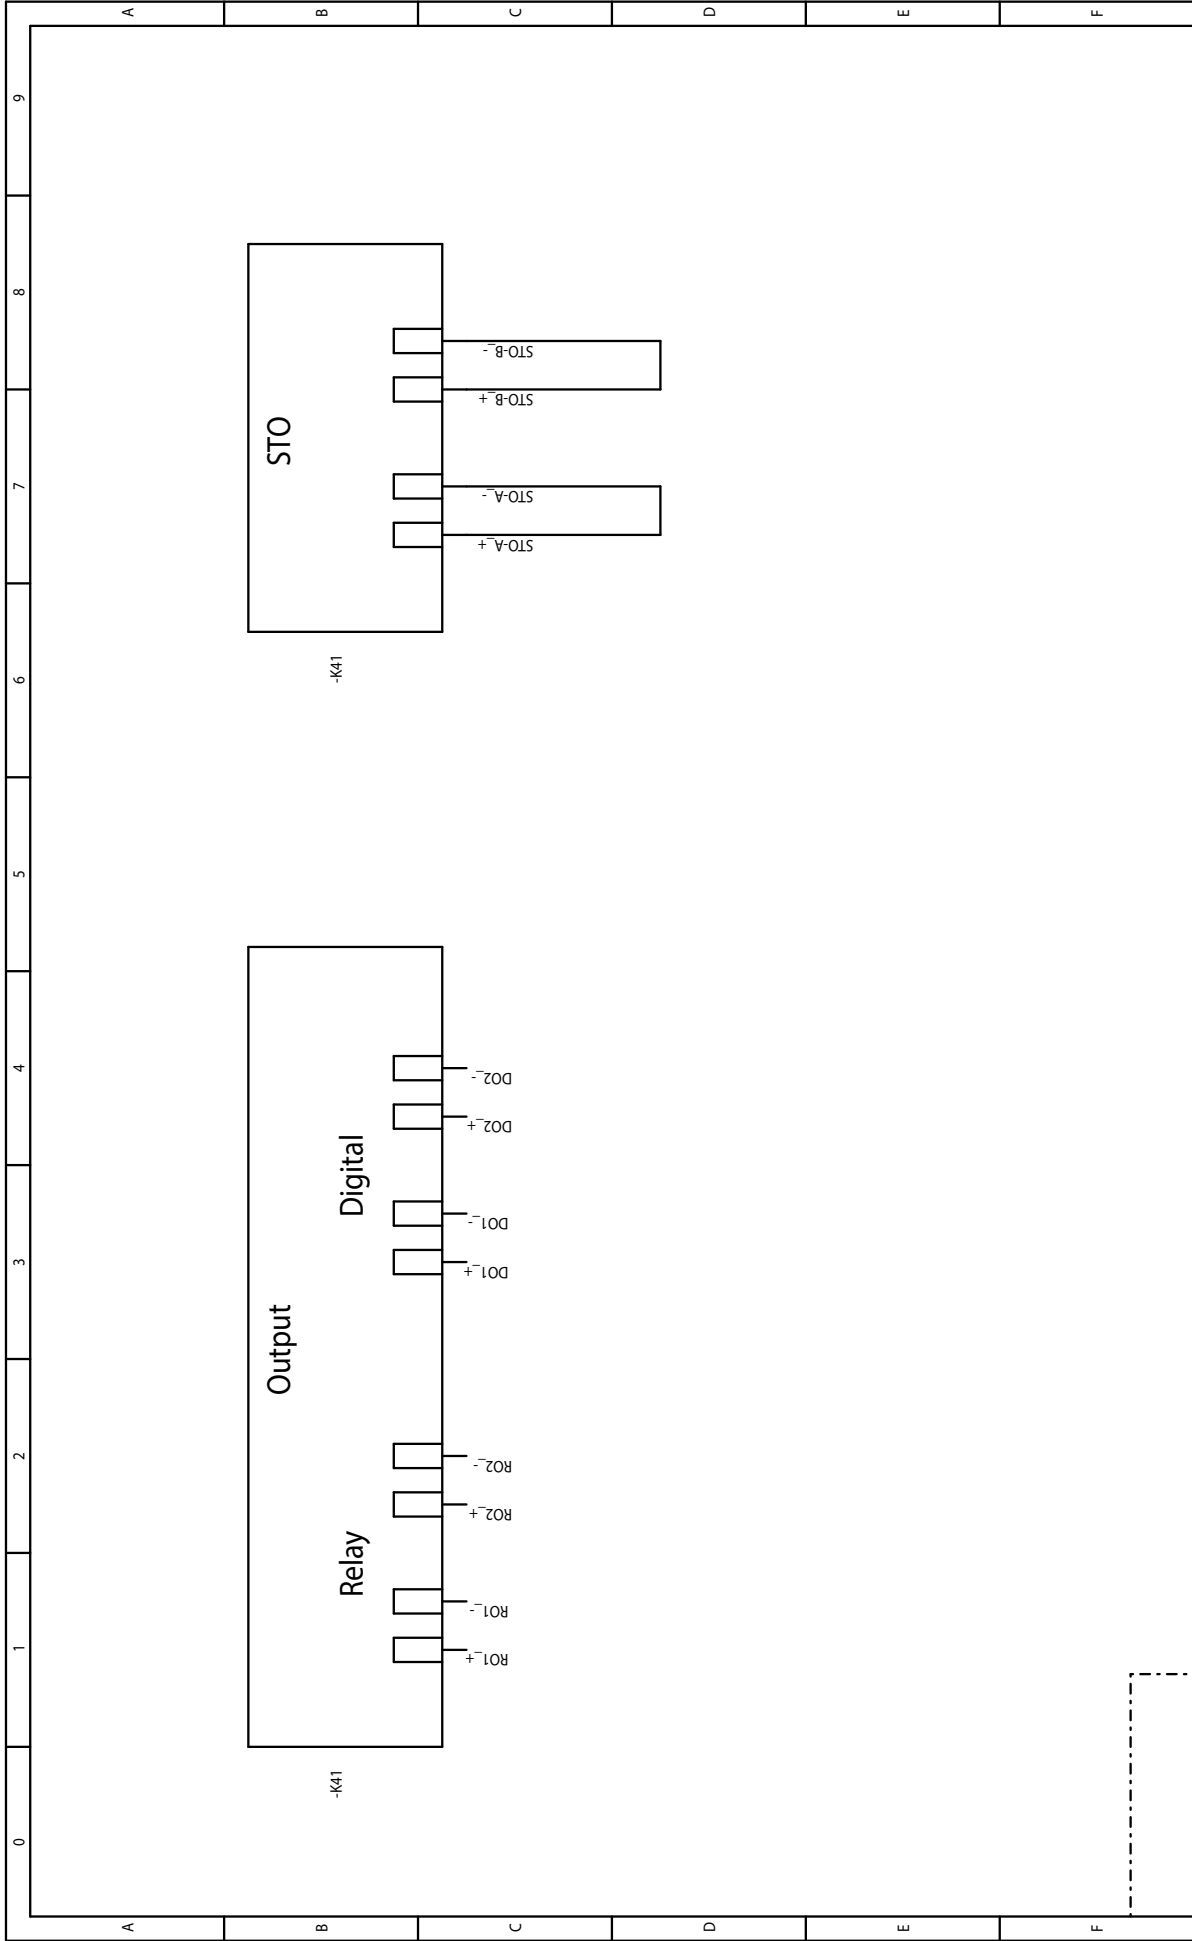 0 1 2 3 4 5 6 7 8 9
A A
B B
-K41
Output
Relay
Digital
RO1_+
RO1_-
RO2_+
RO2_-
DO1_+
DO1_-
DO2_+
DO2_-
-K41
STO
STO-A_+
STO-A_-
STO-B_+
STO-B_-
C C
D D
E E
F F